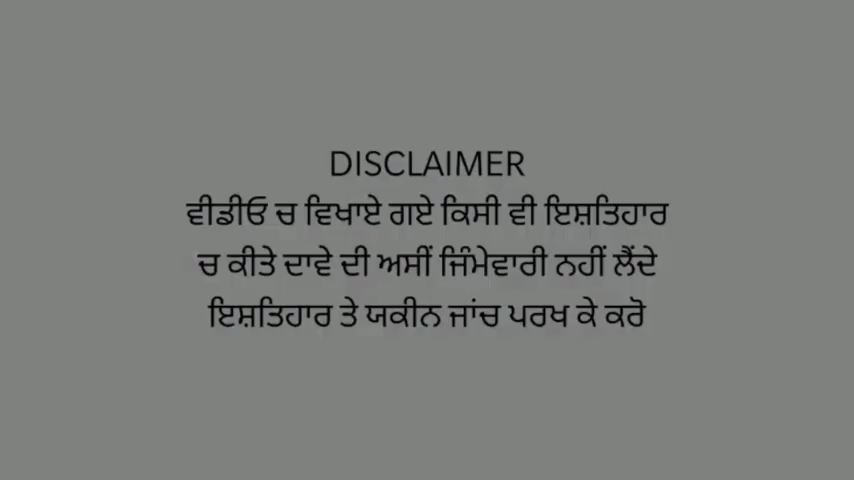 DISCLAIMER
ਵੀਡੀਓ ਚ ਵਿਖਾਏ ਗਏ ਕਿਸੀ ਵੀ ਇਸ਼ਤਿਹਾਰ
ਚ ਕੀਤੇ ਦਾਵੇ ਦੀ ਅਸੀਂ ਜਿੰਮੇਵਾਰੀ ਨਹੀਂ ਲੈਂਦੇ
ਇਸ਼ਤਿਹਾਰ ਤੇ ਯਕੀਨ ਜਾਂਚ ਪਰਖ ਕੇ ਕਰੋ